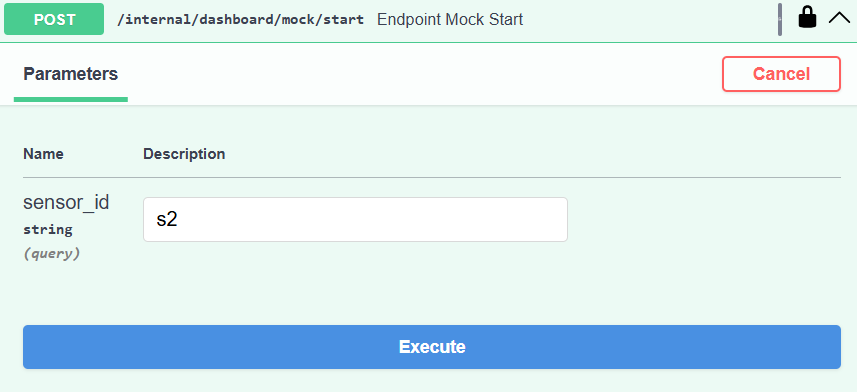 POST /internal/dashboard/mock/start Endpoint Mock Start
Parameters Cancel
Name Description
sensor_id
s2
string
(query)
Execute